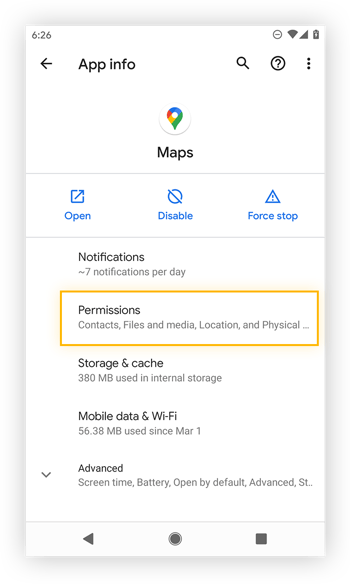 6:26
App info
Maps
Open
Disable
Force stop
Notifications
~7 notifications per day
Permissions
Contacts, Files and media, Location, and Physical ...
Storage & cache
380 MB used in internal storage
Mobile data & Wi-Fi
56.38 MB used since Mar 1
Advanced
Screen time, Battery, Open by default, Advanced, St..